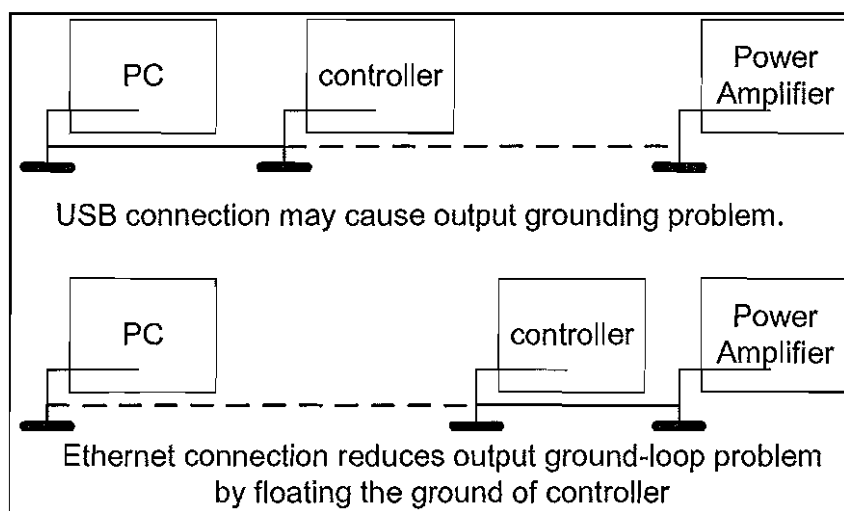 PC
controller
Power
Amplifier
USB connection may cause output grounding problem.
PC
controller
Power
Amplifier
Ethernet connection reduces output ground-loop problem
by floating the ground of controller